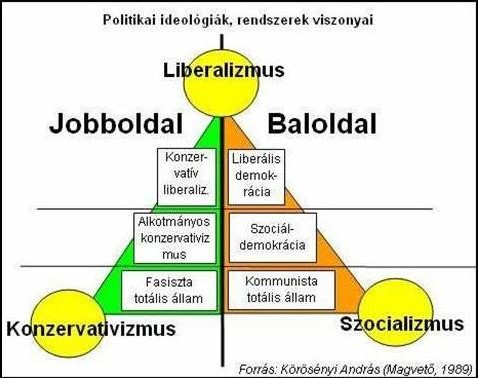 Politikai ideológiák, rendszerek viszonyai
Liberalizmus
Jobboldal
Baloldal
Konzer-
vatív
liberaliz.
Liberális
demok-
rácia
Alkotmányos
konzervativiz
mus
Szociál-
demokrácia
Fasiszta
totális állam
Kommunista
totális állam
Konzervativizmus
Szocializmus
Forrás: Körösényi András (Magvető, 1989)